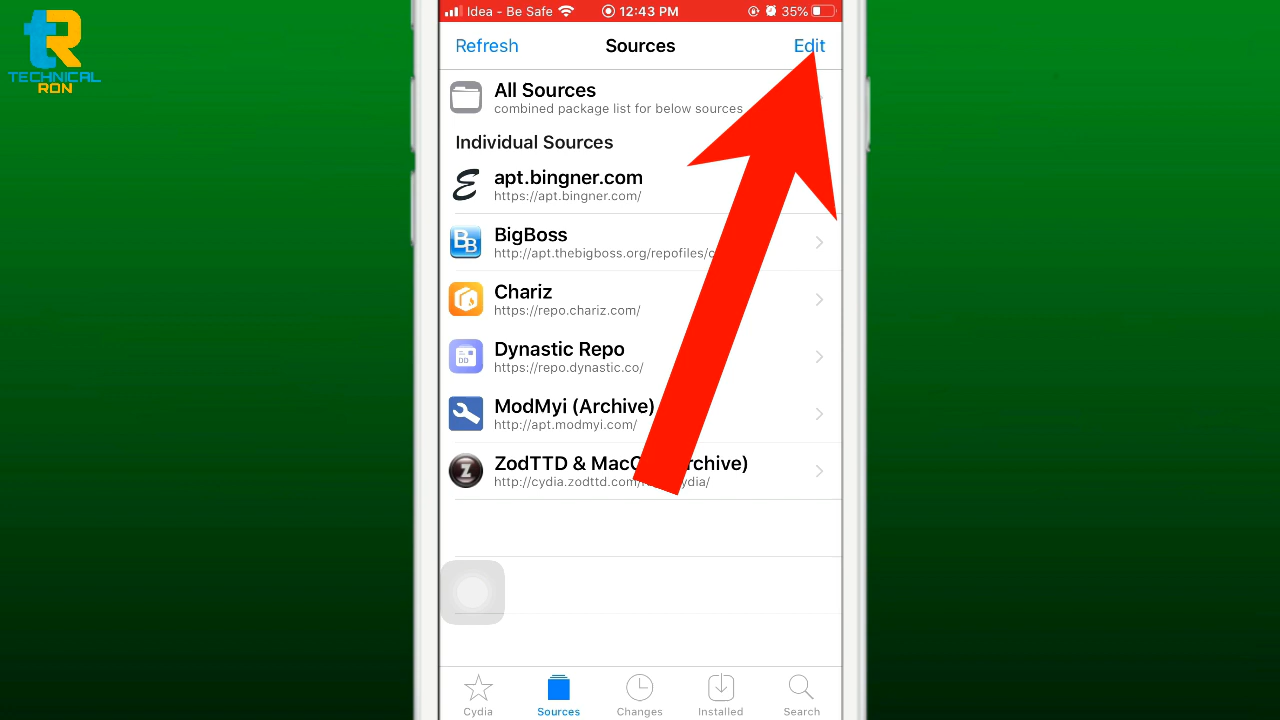 TR
TECHNICAL
RON
Idea - Be Safe 12:43 PM 35%
Refresh Sources Edit
All Sources
combined package list for below sources
Individual Sources
apt.bingner.com
https://apt.bingner.com/
BigBoss
http://apt.thebigboss.org/repofiles/c
Chariz
https://repo.chariz.com/
Dynastic Repo
https://repo.dynastic.co/
ModMyi (Archive)
http://apt.modmyi.com/
ZodTTD & MacC rchive)
http://cydia.zodttd.com/ ydia/
Cydia Sources Changes Installed Search